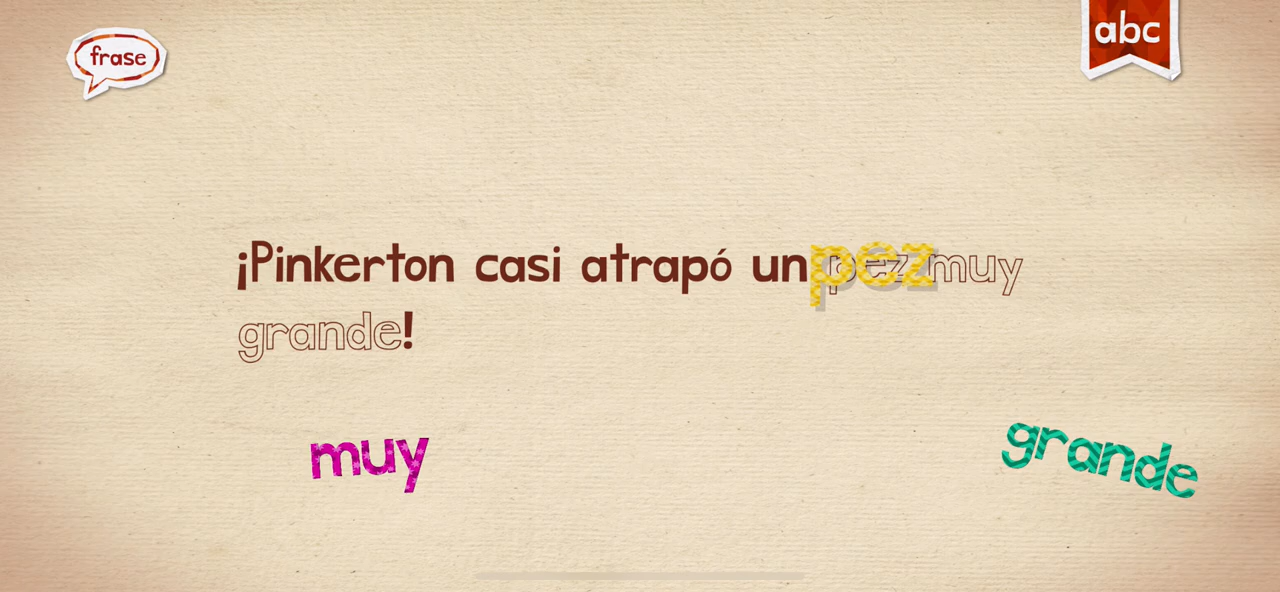 frase
abc
¡Pinkerton casi atrapó un pez muy
grande!
muy
grande